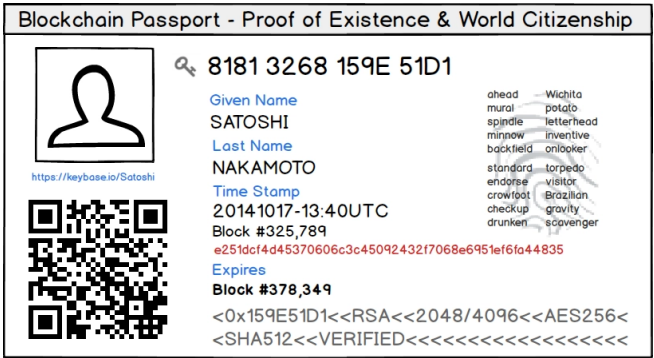 Blockchain Passport - Proof of Existence & World Citizenship
8181 3268 159E 51D1
Given Name
SATOSHI
Last Name
NAKAMOTO
Time Stamp
20141017-13:40UTC
Block #325,789
e251dcf4d45370606c3c45092432f7068e6951ef6fa44835
Expires
Block #378,349
https://keybase.io/Satoshi
ahead Wichita
mural potato
spindle letterhead
minnow inventive
backfield onlooker
standard torpedo
endorse visitor
crowfoot Brazilian
checkup gravity
drunken scavenger
<0x159E51D1<<RSA<<2048/4096<<AES256<
<SHA512<<VERIFIED<<<<<<<<<<<<<<<<<<